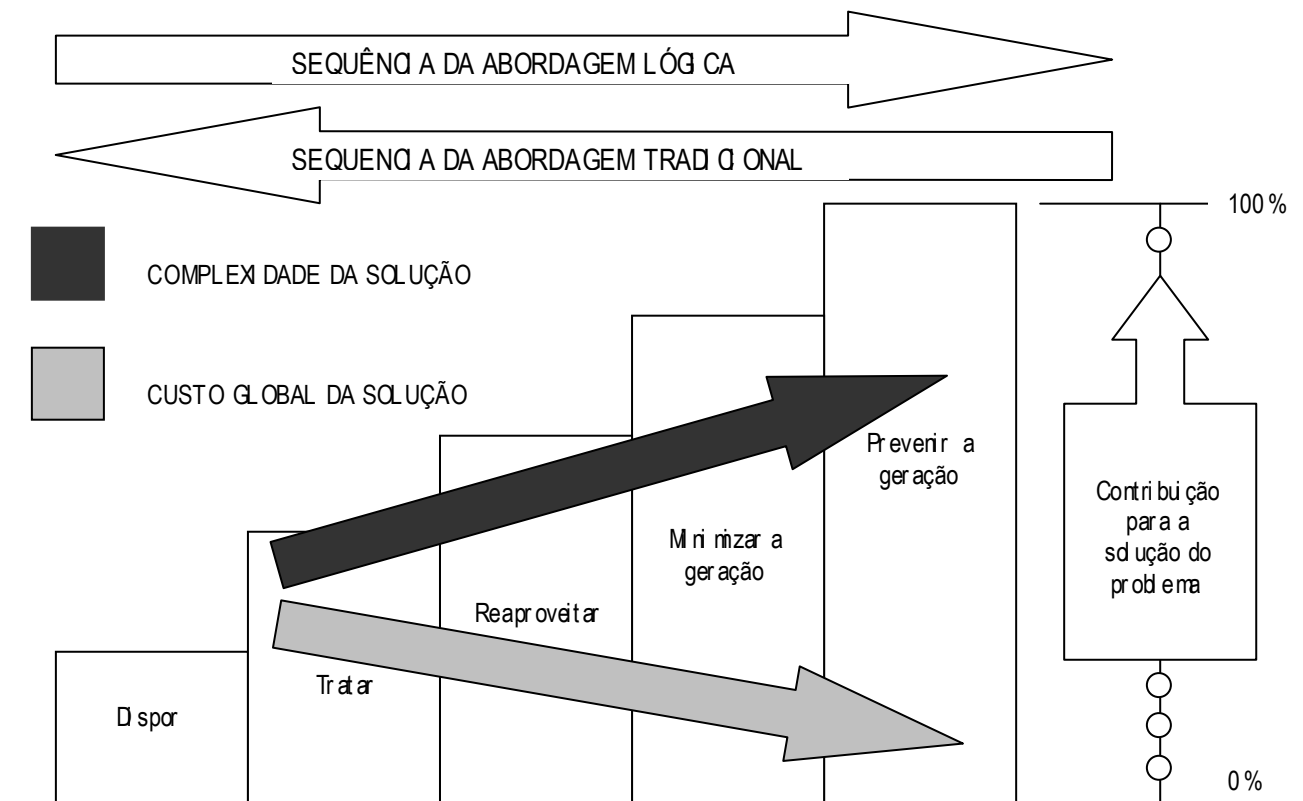 SEQUÊNCIA DA ABORDAGEM LÓGICA
SEQUENCIA DA ABORDAGEM TRADICIONAL
100%
COMPLEXIDADE DA SOLUÇÃO
CUSTO GLOBAL DA SOLUÇÃO
Prevenir a
geração
Contribuição
para a
solução do
problema
Minimizar a
geração
Reaproveitar
Tratar
Dispor
0%